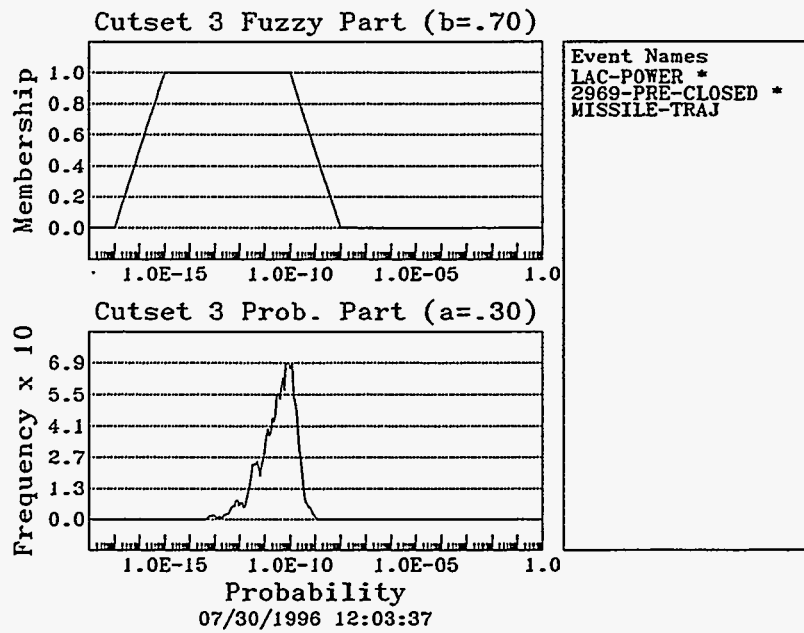 Cutset 3 Fuzzy Part (b=.70)
Membership
1.0
0.8
0.6
0.4
0.2
0.0
1.0E-15 1.0E-10 1.0E-05 1.0
Event Names
LAC-POWER *
2969-PRE-CLOSED *
MISSILE-TRAJ
Cutset 3 Prob. Part (a=.30)
Frequency x 10
6.9
5.5
4.1
2.7
1.3
0.0
1.0E-15 1.0E-10 1.0E-05 1.0
Probability
07/30/1996 12:03:37